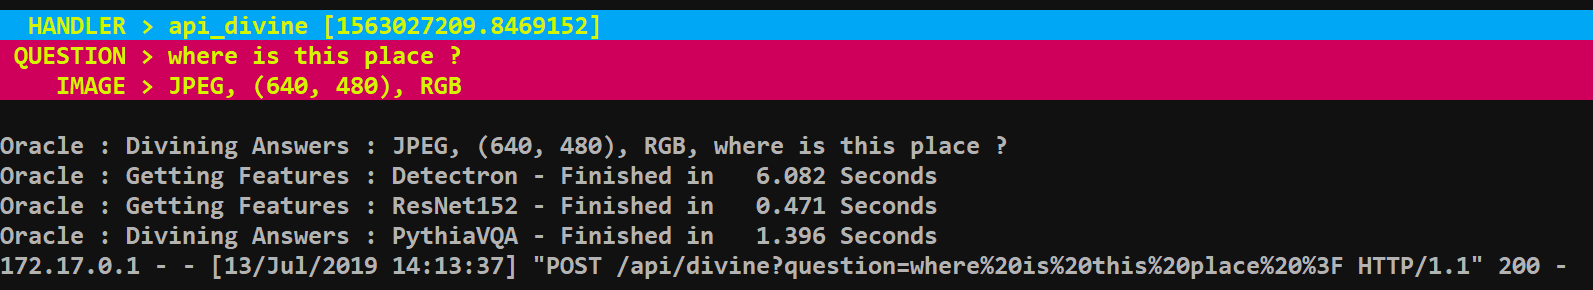 HANDLER > api_divine [1563027209.8469152]
QUESTION > where is this place ?
IMAGE > JPEG, (640, 480), RGB
Oracle : Divining Answers : JPEG, (640, 480), RGB, where is this place ?
Oracle : Getting Features : Detectron - Finished in   6.082 Seconds
Oracle : Getting Features : ResNet152 - Finished in   0.471 Seconds
Oracle : Divining Answers : PythiaVQA - Finished in   1.396 Seconds
172.17.0.1 - - [13/Jul/2019 14:13:37] "POST /api/divine?question=where%20is%20this%20place%20%3F HTTP/1.1" 200 -